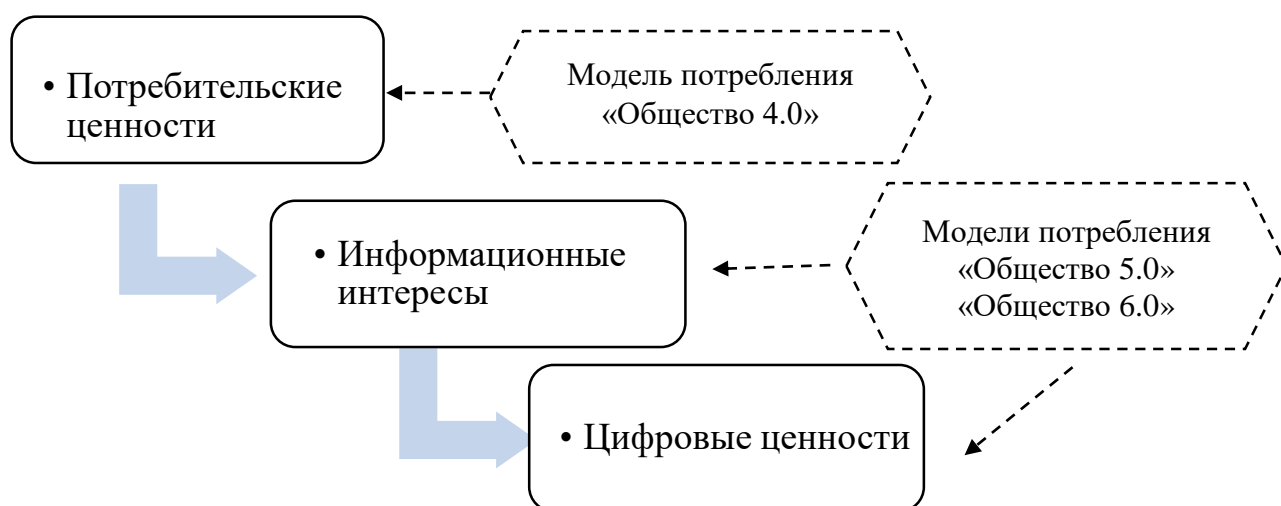 • Потребительские
ценности
Модель потребления
«Общество 4.0»
• Информационные
интересы
Модели потребления
«Общество 5.0»
«Общество 6.0»
• Цифровые ценности